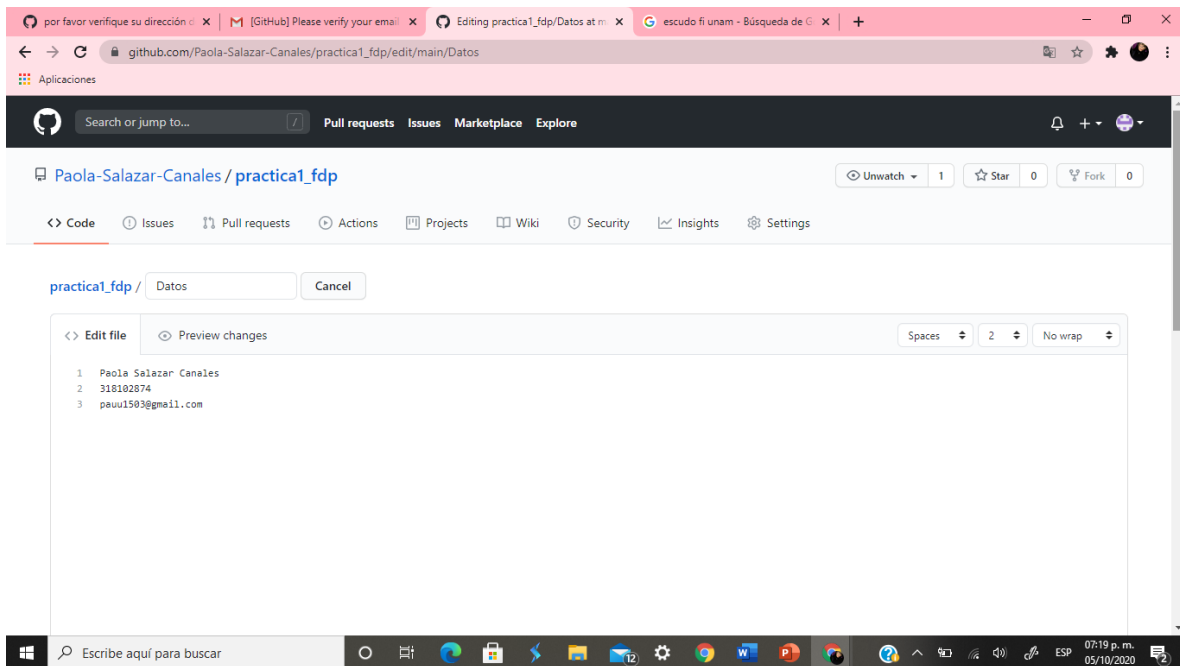 por favor verifique su dirección d
[GitHub] Please verify your email
Editing practica1_fdp/Datos at m
escudo fi unam - Búsqueda de G
github.com/Paola-Salazar-Canales/practica1_fdp/edit/main/Datos
Aplicaciones
Search or jump to... /
Pull requests Issues Marketplace Explore
Paola-Salazar-Canales / practica1_fdp
Unwatch 1 Star 0 Fork 0
Code Issues Pull requests Actions Projects Wiki Security Insights Settings
practica1_fdp / Datos Cancel
Edit file Preview changes Spaces 2 No wrap
1 Paola Salazar Canales
2 318102874
3 pauu1503@gmail.com
Escribe aquí para buscar
12
ESP
07:19 p. m.
05/10/2020
2